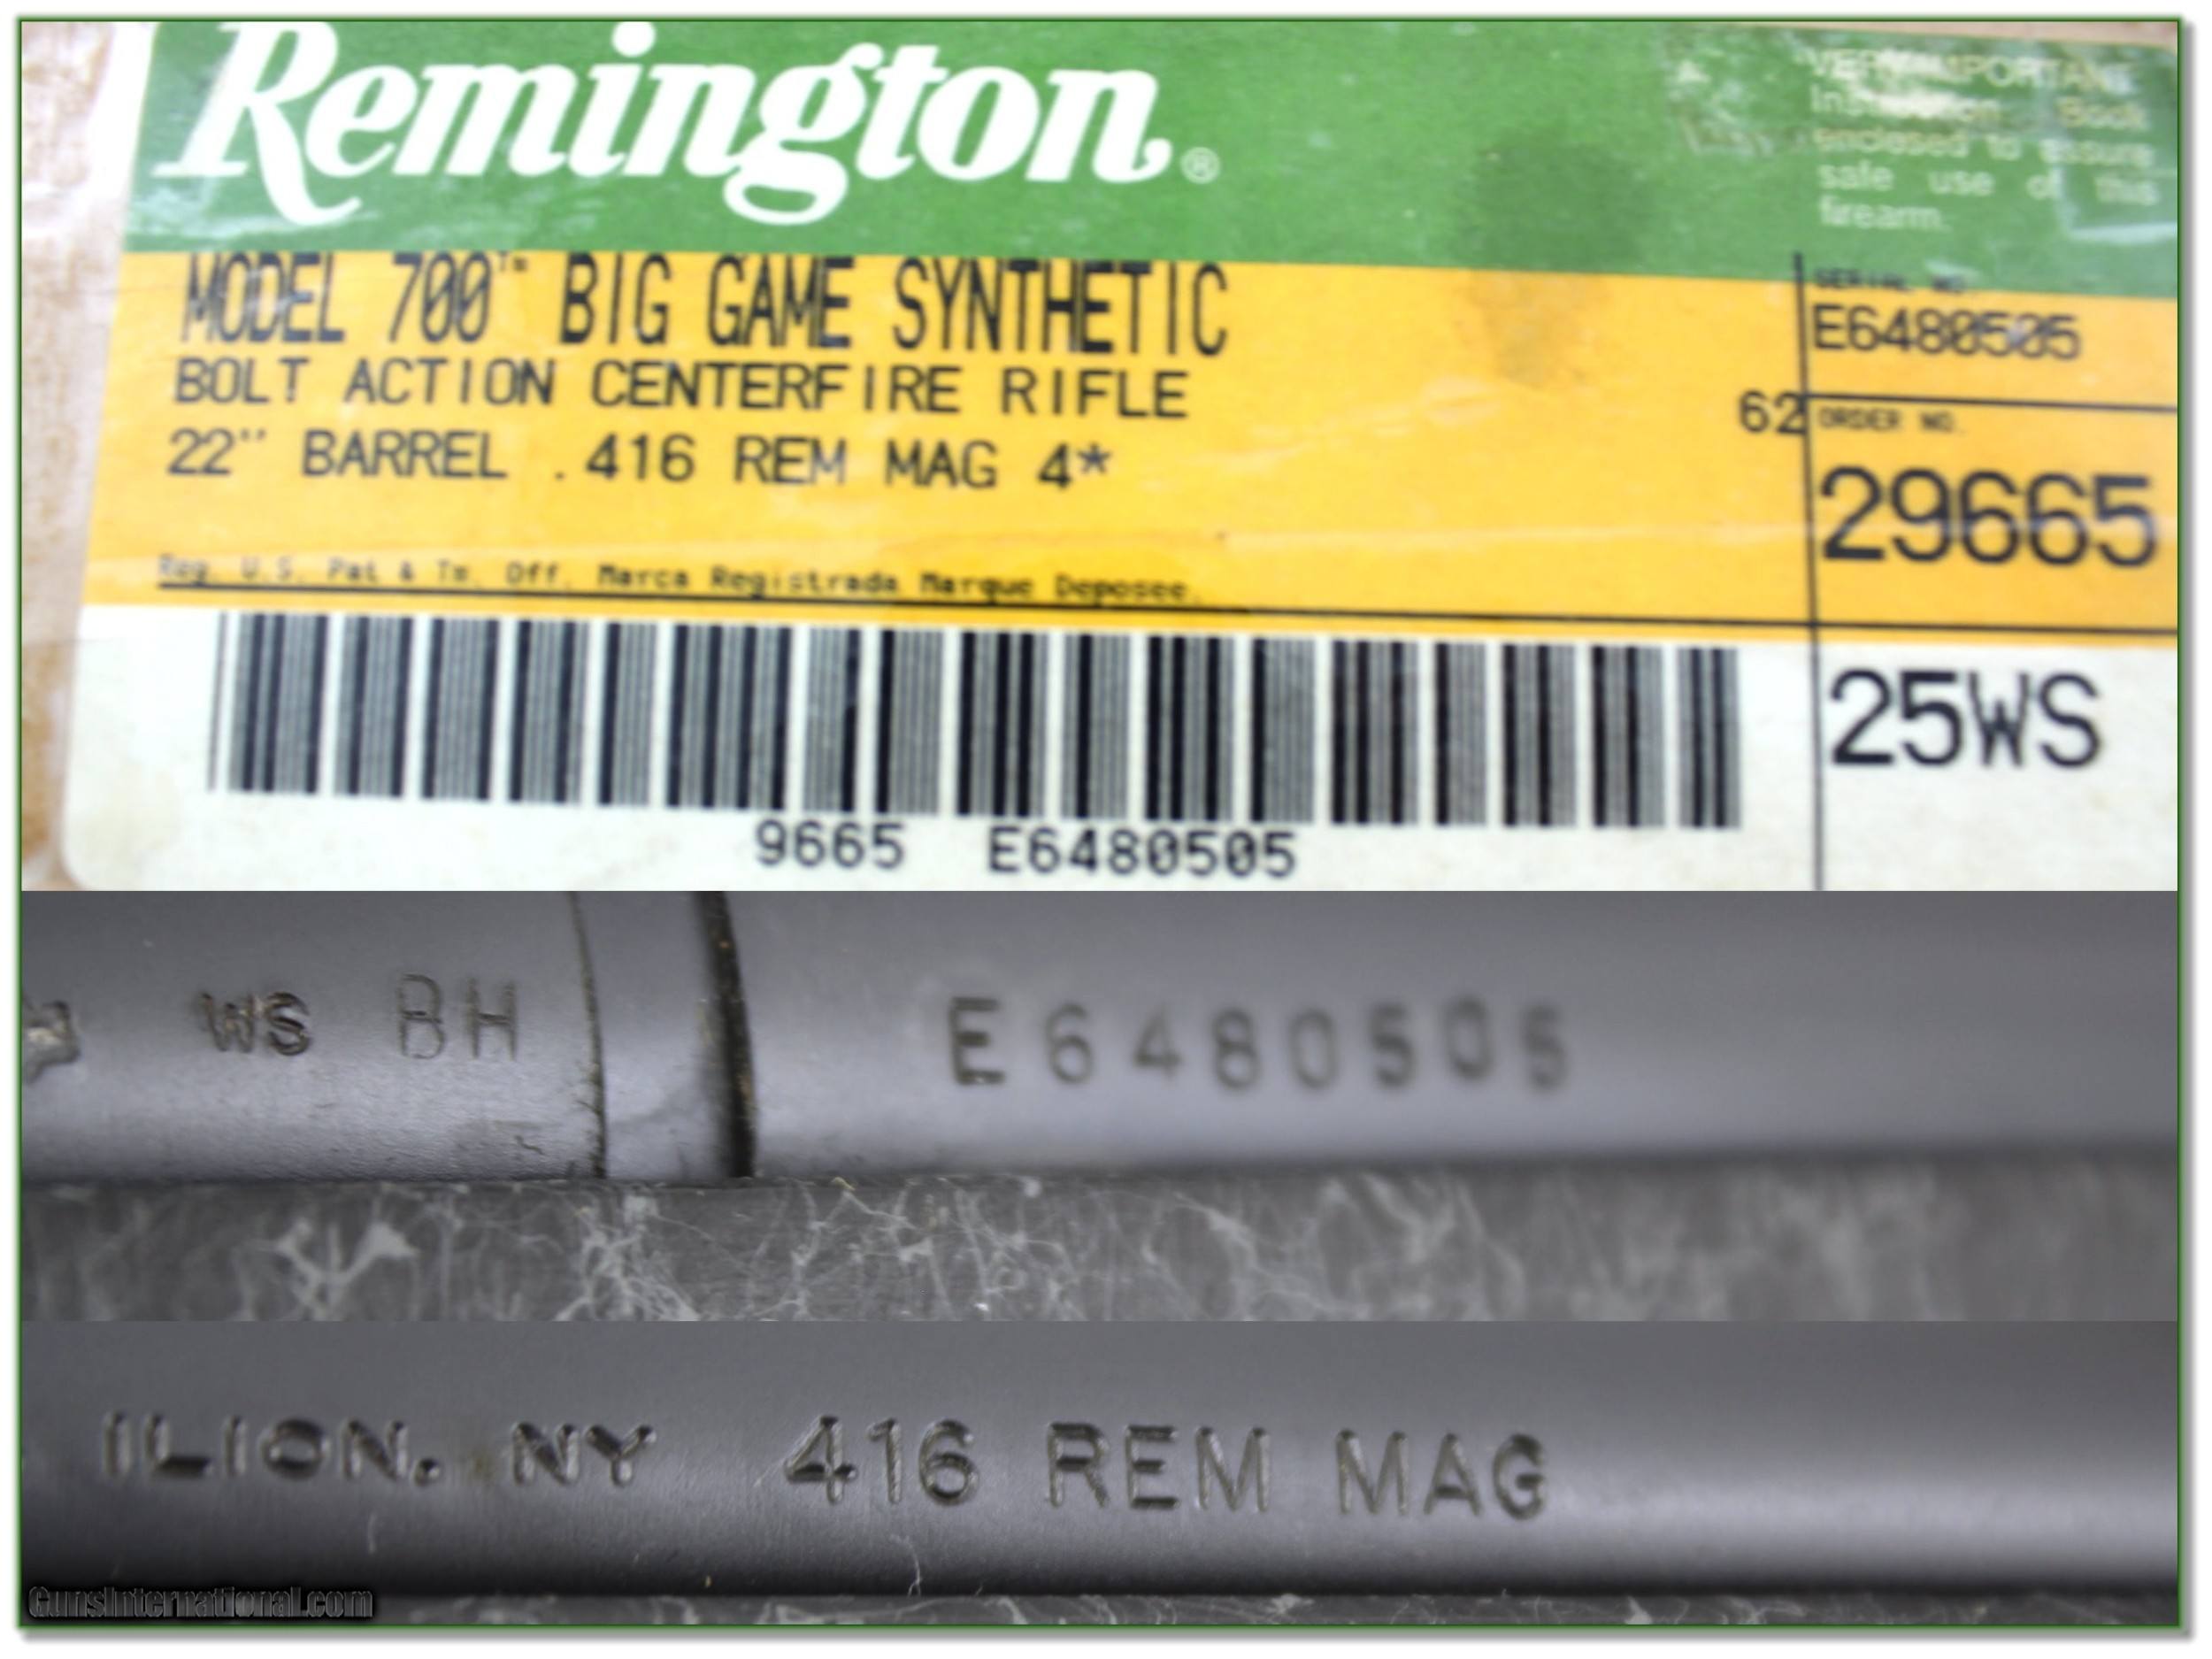 Remington®
VERY IMPORTANT
Instruction Book
enclosed to assure
safe use of this
firearm.
MODEL 700™ BIG GAME SYNTHETIC
BOLT ACTION CENTERFIRE RIFLE
22" BARREL .416 REM MAG 4*
62
SERIAL NO.
E6480505
ORDER NO.
29665
Reg. U.S. Pat & Tm. Off. Marca Registrada Marque Deposee.
25WS
9665 E6480505
WS BH E6480505
ILION, NY 416 REM MAG
GunsInternational.com